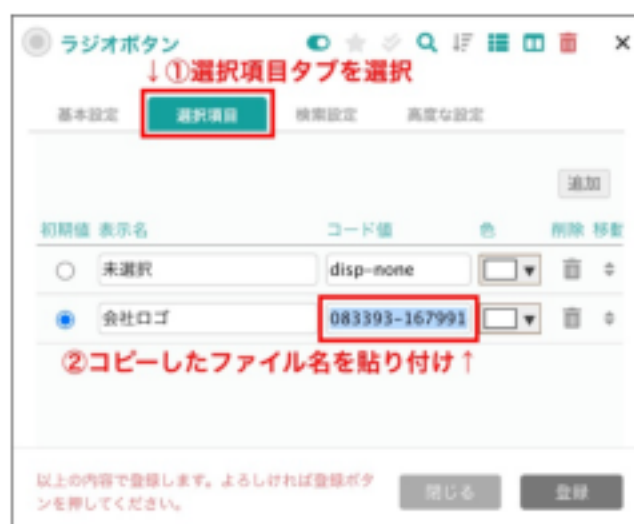 ラジオボタン
↓①選択項目タブを選択
基本設定 選択項目 検索設定 高度な設定
追加
初期値 表示名 コード値 色 削除 移動
未選択 disp-none
会社ロゴ 083393-167991
②コピーしたファイル名を貼り付け↑
以上の内容で登録します。よろしければ登録ボタ
ンを押してください。
閉じる 登録